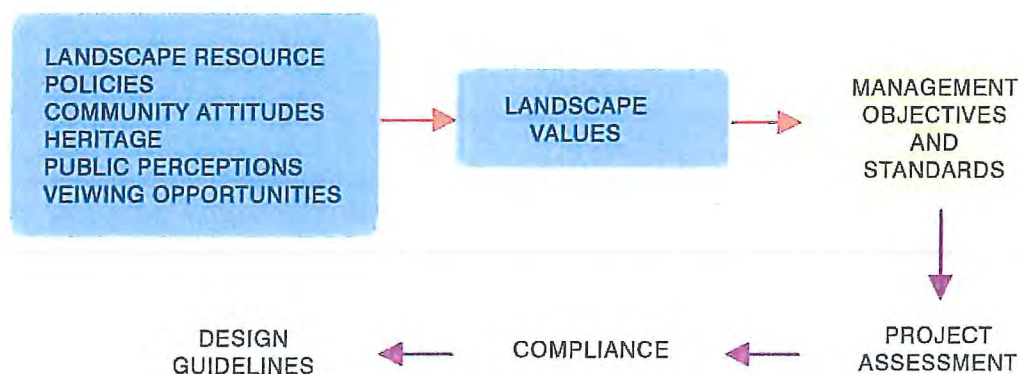 LANDSCAPE RESOURCE
POLICIES
COMMUNITY ATTITUDES
HERITAGE
PUBLIC PERCEPTIONS
VEIWING OPPORTUNITIES
LANDSCAPE
VALUES
MANAGEMENT
OBJECTIVES
AND
STANDARDS
PROJECT
ASSESSMENT
COMPLIANCE
DESIGN
GUIDELINES